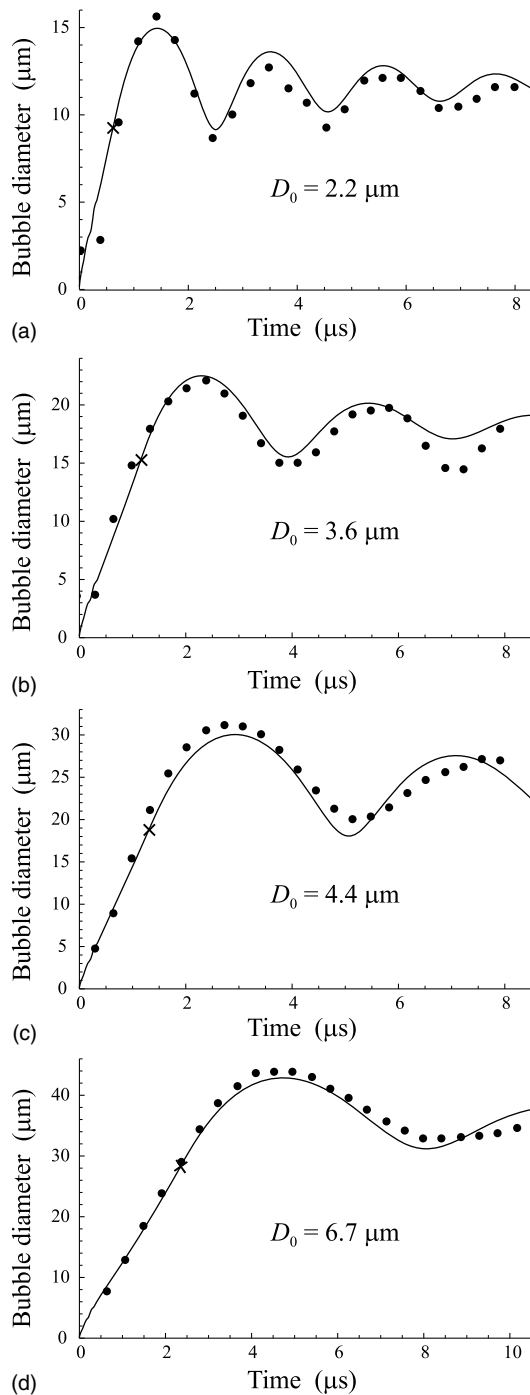 15
10
5
0
Bubble diameter (μm)
D₀ = 2.2 μm
0 2 4 6 8
Time (μs)
(a)
20
15
10
5
0
Bubble diameter (μm)
D₀ = 3.6 μm
0 2 4 6 8
Time (μs)
(b)
30
25
20
15
10
5
0
Bubble diameter (μm)
D₀ = 4.4 μm
0 2 4 6 8
Time (μs)
(c)
40
30
20
10
0
Bubble diameter (μm)
D₀ = 6.7 μm
0 2 4 6 8 10
Time (μs)
(d)